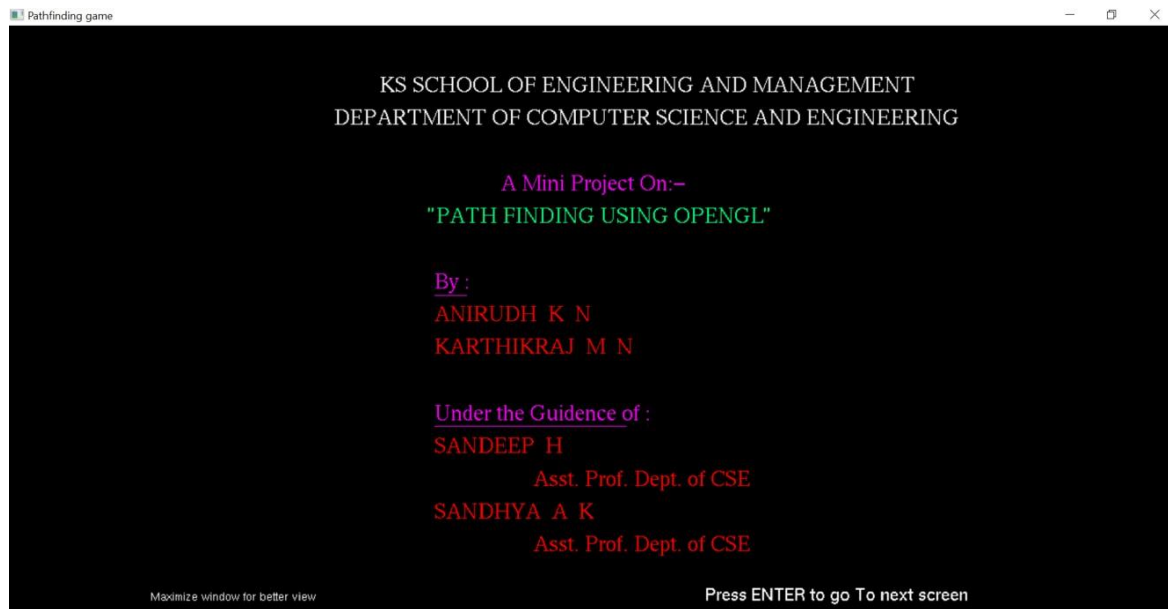 Pathfinding game
KS SCHOOL OF ENGINEERING AND MANAGEMENT
DEPARTMENT OF COMPUTER SCIENCE AND ENGINEERING
A Mini Project On:-
"PATH FINDING USING OPENGL"
By :
ANIRUDH K N
KARTHIKRAJ M N
Under the Guidence of :
SANDEEP H
Asst. Prof. Dept. of CSE
SANDHYA A K
Asst. Prof. Dept. of CSE
Maximize window for better view
Press ENTER to go To next screen